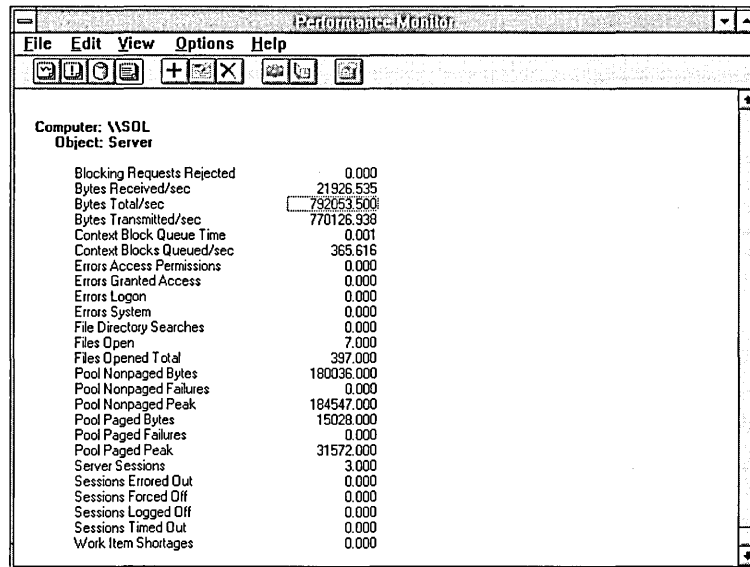 Performance Monitor
File Edit View Options Help
Computer: \\SOL
Object: Server
Blocking Requests Rejected 0.000
Bytes Received/sec 21926.535
Bytes Total/sec 792053.500
Bytes Transmitted/sec 770126.938
Context Block Queue Time 0.001
Context Blocks Queued/sec 365.616
Errors Access Permissions 0.000
Errors Granted Access 0.000
Errors Logon 0.000
Errors System 0.000
File Directory Searches 0.000
Files Open 7.000
Files Opened Total 397.000
Pool Nonpaged Bytes 180036.000
Pool Nonpaged Failures 0.000
Pool Nonpaged Peak 184547.000
Pool Paged Bytes 15028.000
Pool Paged Failures 0.000
Pool Paged Peak 31572.000
Server Sessions 3.000
Sessions Errored Out 0.000
Sessions Forced Off 0.000
Sessions Logged Off 0.000
Sessions Timed Out 0.000
Work Item Shortages 0.000